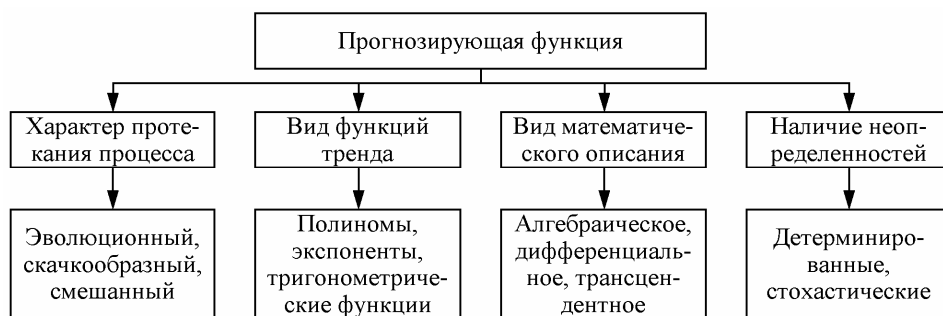 Прогнозирующая функция
Характер проте-
кания процесса
Вид функций
тренда
Вид математиче-
ского описания
Наличие неоп-
ределенностей
Эволюционный,
скачкообразный,
смешанный
Полиномы,
экспоненты,
тригонометриче-
ские функции
Алгебраическое,
дифференциаль-
ное, трансцен-
дентное
Детерминиро-
ванные,
стохастические